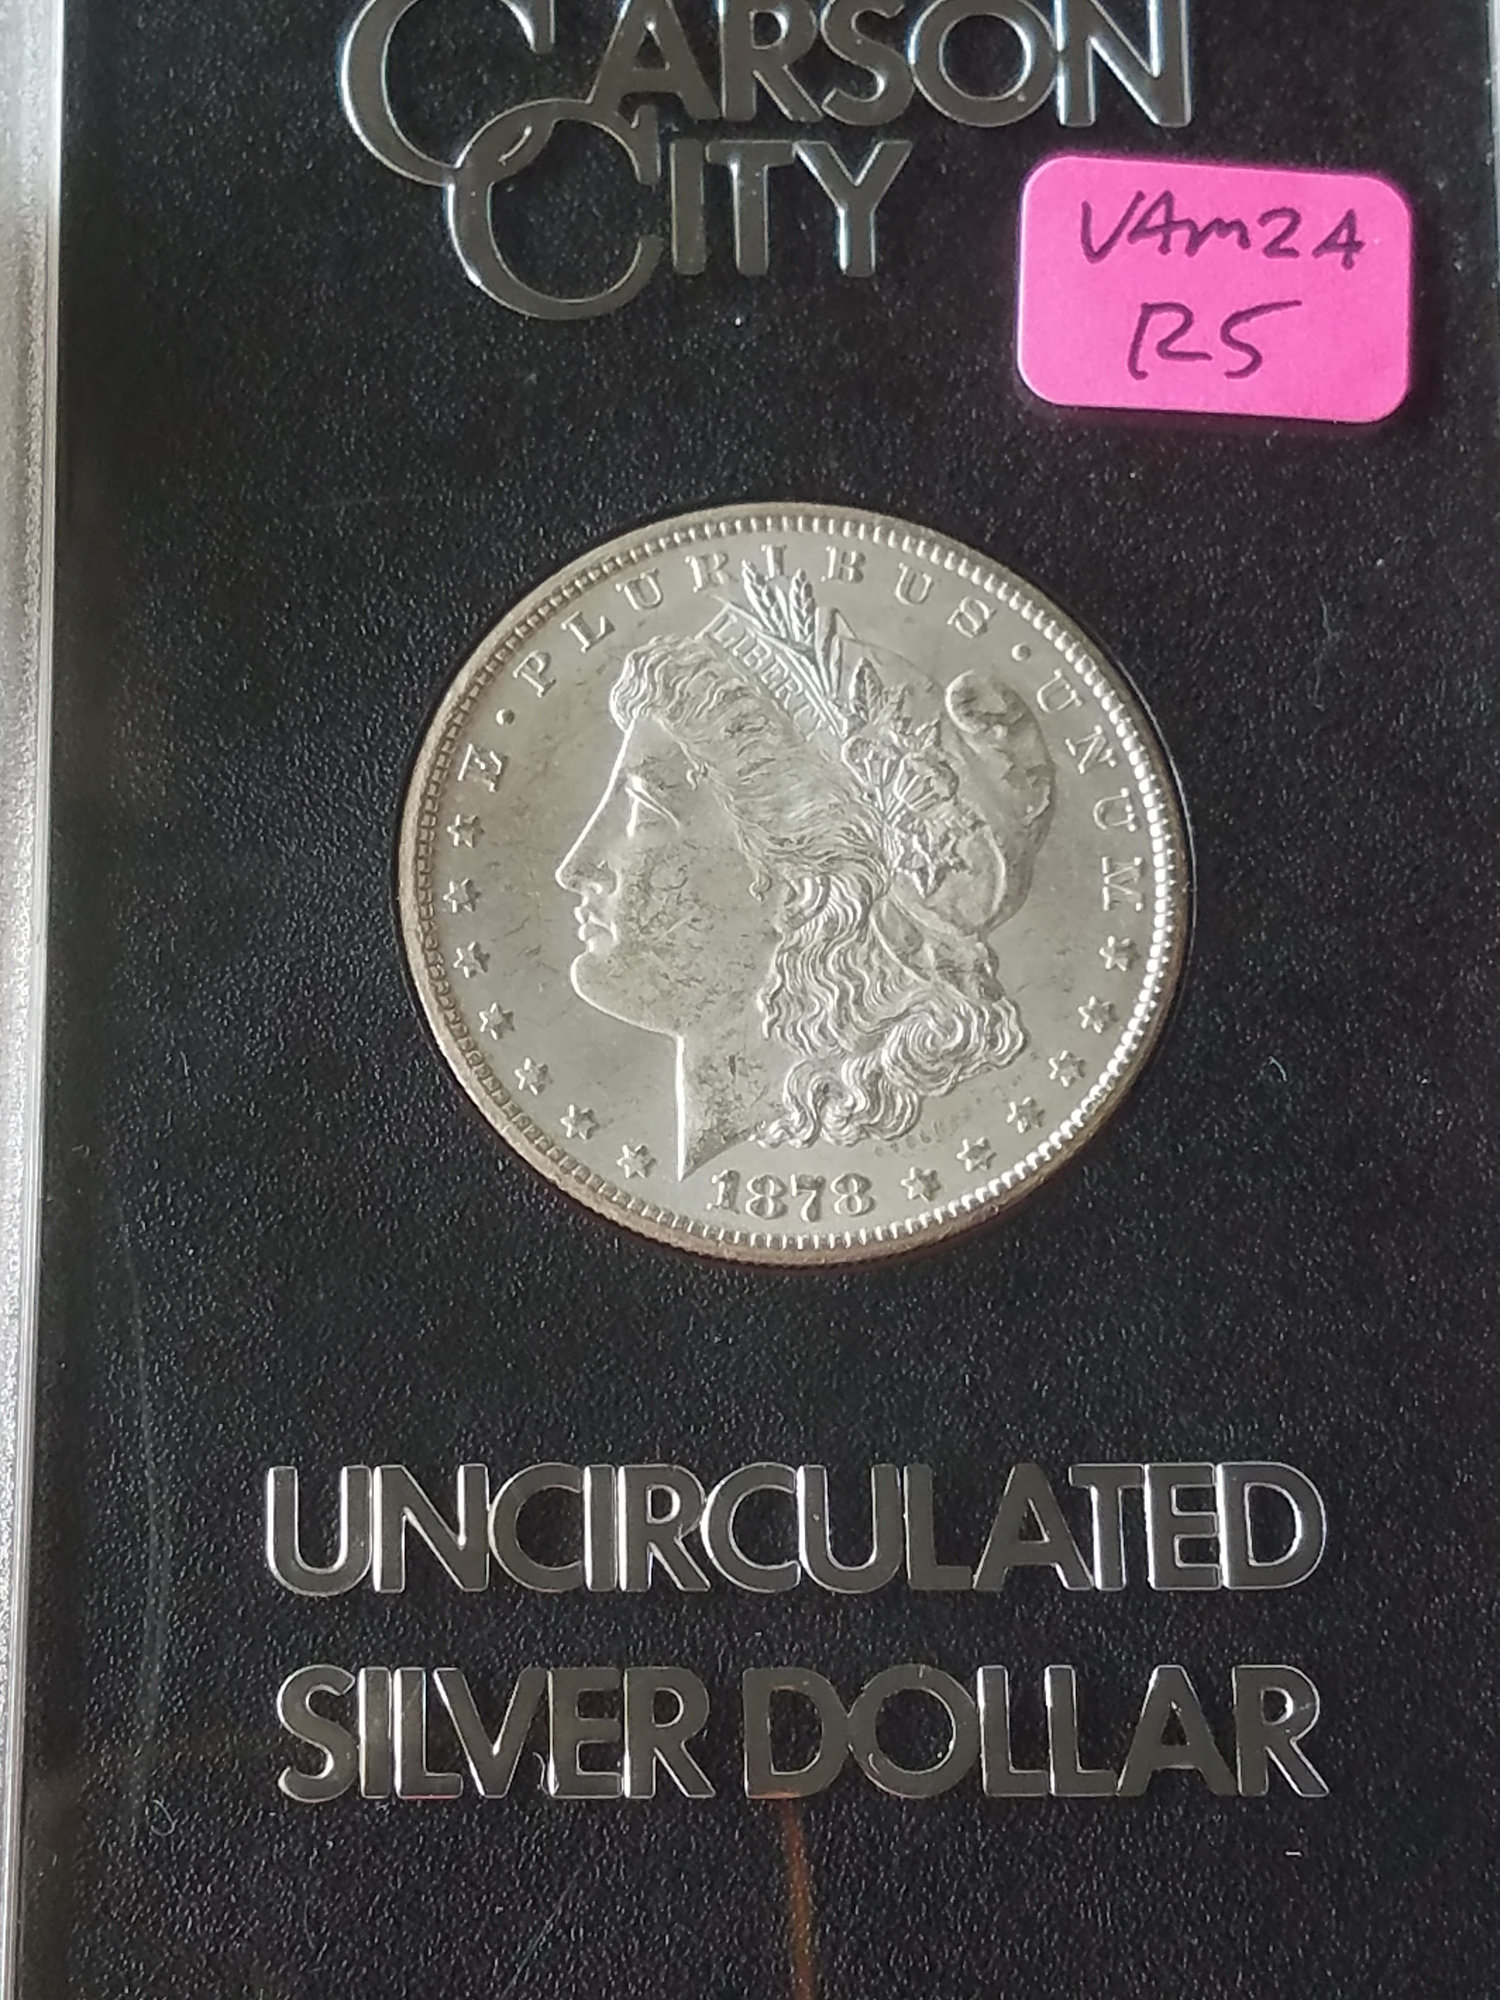 CARSON
CITY
VAM2A
R5
E · PLURIBUS · UNUM
LIBERTY
1878
UNCIRCULATED
SILVER DOLLAR